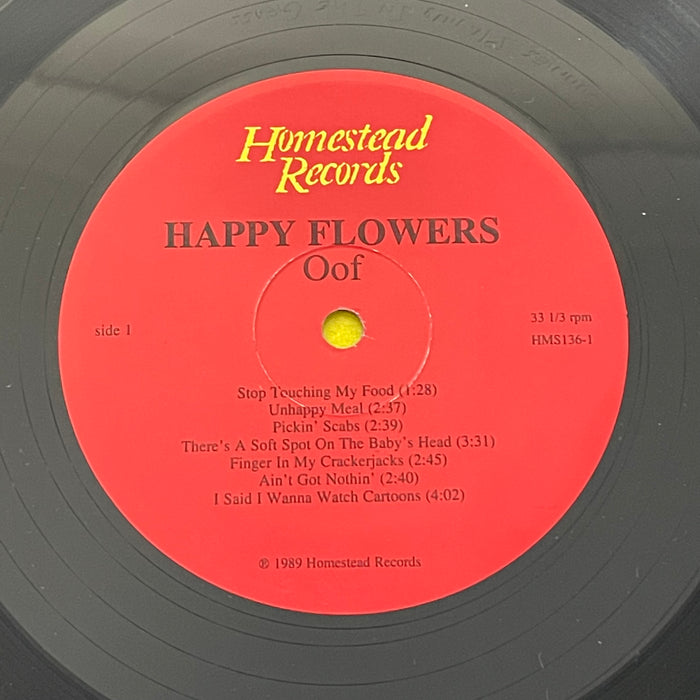 Homestead
Records
HAPPY FLOWERS
Oof
side 1
33 1/3 rpm
HMS136-1
Stop Touching My Food (1:28)
Unhappy Meal (2:37)
Pickin' Scabs (2:39)
There's A Soft Spot On The Baby's Head (3:31)
Finger In My Crackerjacks (2:45)
Ain't Got Nothin' (2:40)
I Said I Wanna Watch Cartoons (4:02)
℗ 1989 Homestead Records